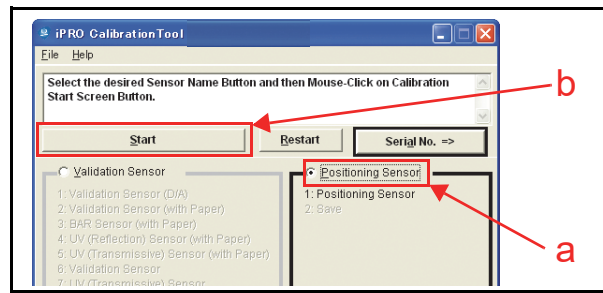 iPRO CalibrationTool
File Help
Select the desired Sensor Name Button and then Mouse-Click on Calibration
Start Screen Button.
b
Start Restart Serial No. =>
Validation Sensor
1: Validation Sensor (D/A)
2: Validation Sensor (with Paper)
3: BAR Sensor (with Paper)
4: UV (Reflection) Sensor (with Paper)
5: UV (Transmissive) Sensor (with Paper)
6: Validation Sensor
7: UV (Transmissive) Sensor
Positioning Sensor
1: Positioning Sensor
2: Save
a